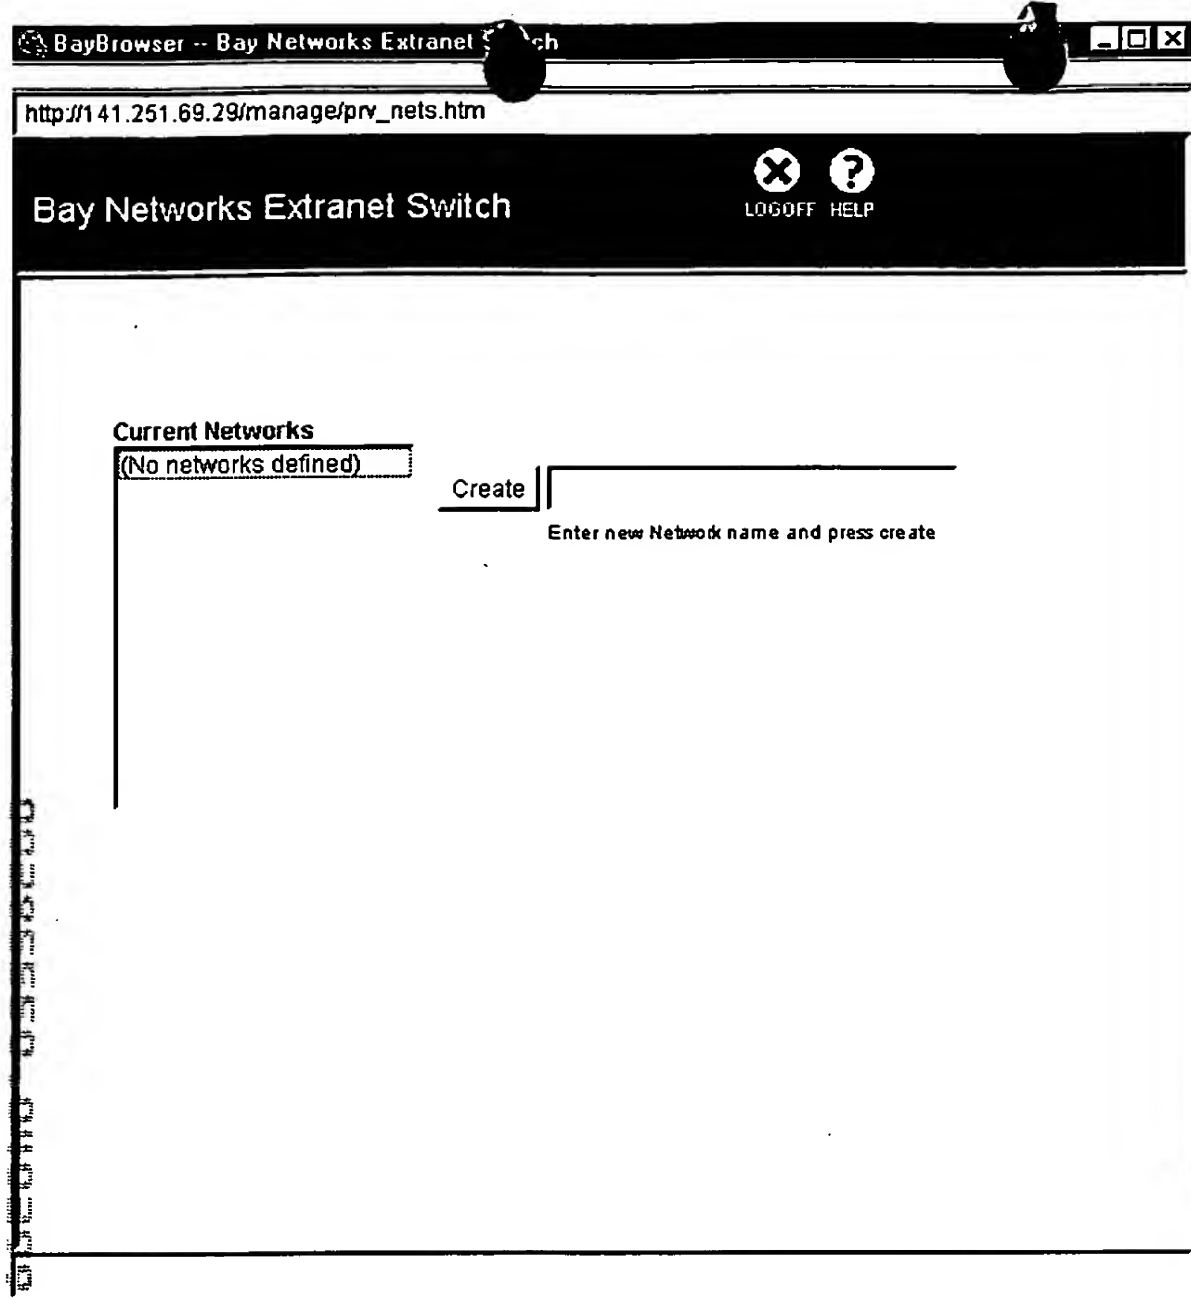 BayBrowser -- Bay Networks Extranet
http://141.251.69.29/manage/prv_nets.htm
Bay Networks Extranet Switch
LOGOFF HELP
Current Networks
(No networks defined)
Create
Enter new Network name and press create